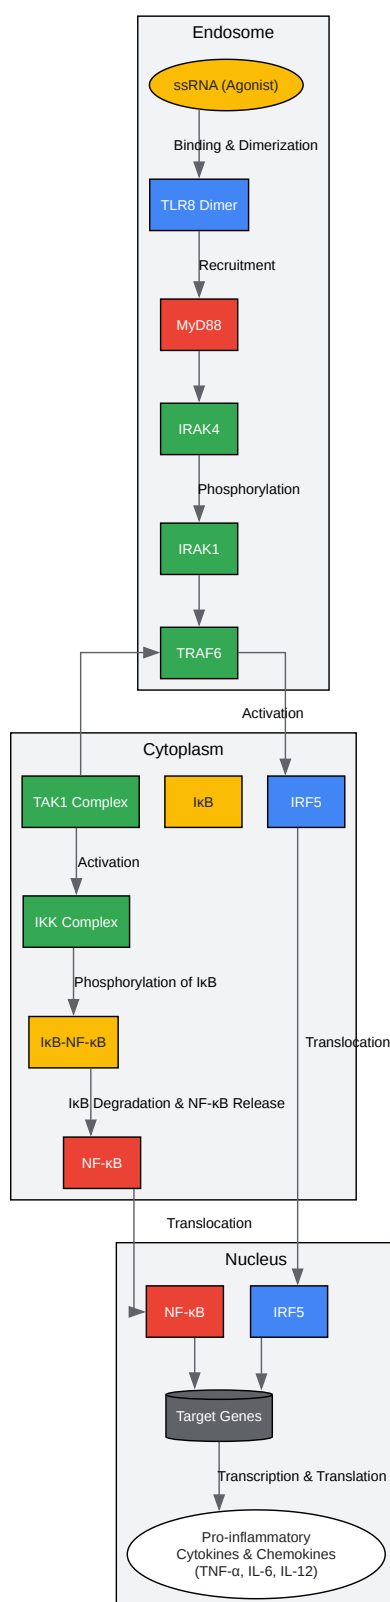 Endosome
ssRNA (Agonist)
Binding & Dimerization
TLR8 Dimer
Recruitment
MyD88
IRAK4
Phosphorylation
IRAK1
TRAF6
Activation
Cytoplasm
TAK1 Complex
IκB
IRF5
Activation
IKK Complex
Phosphorylation of IκB
IκB-NF-κB
Translocation
IκB Degradation & NF-κB Release
NF-κB
Translocation
Nucleus
NF-κB
IRF5
Target Genes
Transcription & Translation
Pro-inflammatory
Cytokines & Chemokines
(TNF-α, IL-6, IL-12)